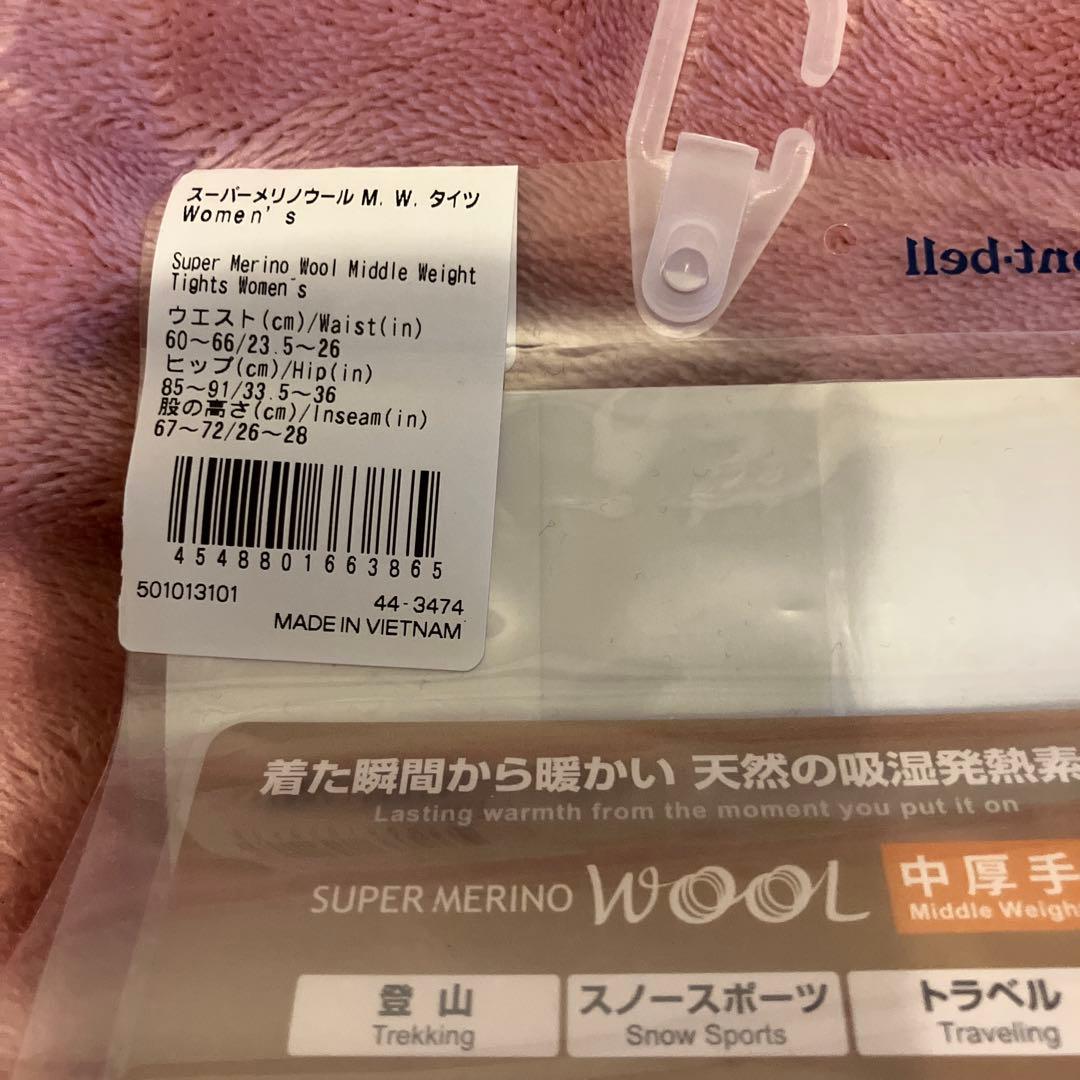 スーパーメリノウール M. W. タイツ
Women's
Super Merino Wool Middle Weight
Tights Women's
ウエスト(cm)/Waist(in)
60～66/23.5～26
ヒップ(cm)/Hip(in)
85～91/33.5～36
股の高さ(cm)/Inseam(in)
67～72/26～28
4548801663865
501013101
44-3474
MADE IN VIETNAM
nt·bell
着た瞬間から暖かい 天然の吸湿発熱素
Lasting warmth from the moment you put it on
SUPER MERINO WOOL
中厚手
Middle Weight
登山
Trekking
スノースポーツ
Snow Sports
トラベル
Traveling